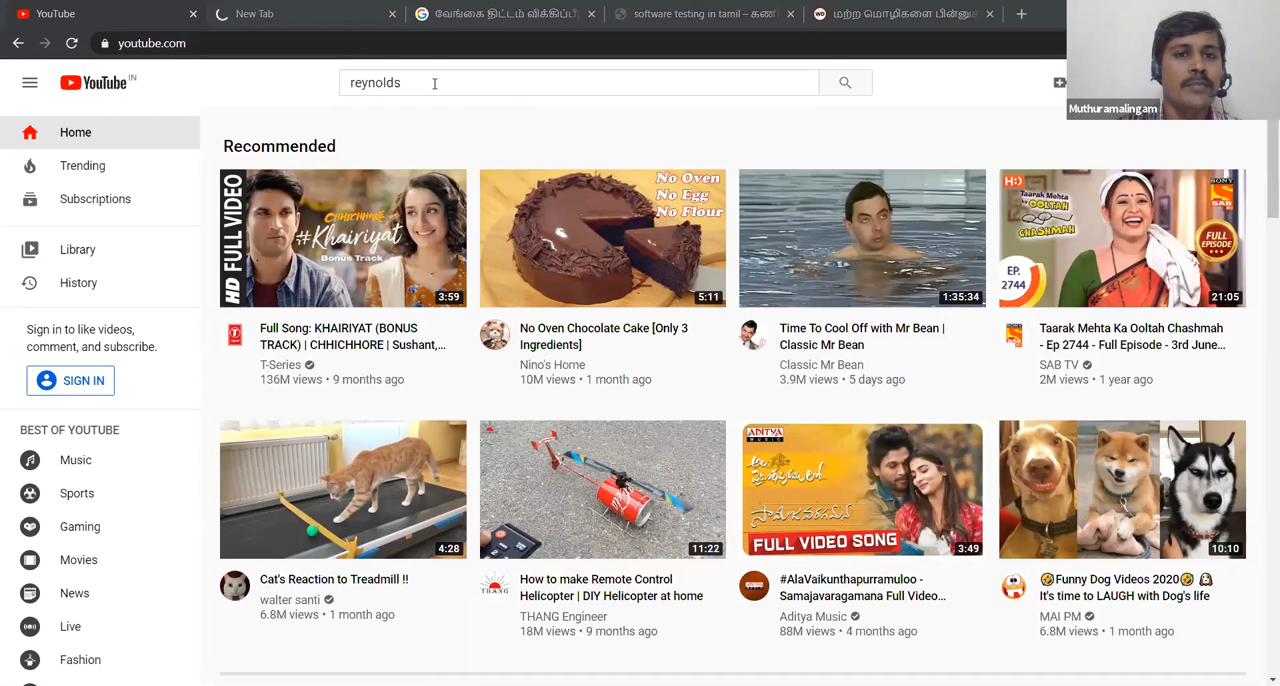 YouTube
New Tab
வேங்கை திட்டம் விக்கிப்பீ
software testing in tamil – கணி
மற்ற மொழிகளை பின்னுக்
youtube.com
YouTube IN
reynolds
Muthuramalingam
Home
Trending
Subscriptions
Library
History
Sign in to like videos,
comment, and subscribe.
SIGN IN
BEST OF YOUTUBE
Music
Sports
Gaming
Movies
News
Live
Fashion
Recommended
HD FULL VIDEO
CHHICHHORE
#Khairiyat
Bonus Track
3:59
Full Song: KHAIRIYAT (BONUS
TRACK) | CHHICHHORE | Sushant,...
T-Series
136M views • 9 months ago
No Oven
No Egg
No Flour
5:11
No Oven Chocolate Cake [Only 3
Ingredients]
Nino's Home
10M views • 1 month ago
1:35:34
Time To Cool Off with Mr Bean |
Classic Mr Bean
Classic Mr Bean
3.9M views • 5 days ago
H:)
Taarak Mehta
Ka
OOLTAH
CHASHMAH
SONY
SAB
FULL
EPISODE
EP.
2744
21:05
Taarak Mehta Ka Ooltah Chashmah
- Ep 2744 - Full Episode - 3rd June...
SAB TV
2M views • 1 year ago
4:28
Cat's Reaction to Treadmill !!
walter santi
6.8M views • 1 month ago
11:22
THANG
How to make Remote Control
Helicopter | DIY Helicopter at home
THANG Engineer
18M views • 9 months ago
ADITYA
MUSIC
FULL VIDEO SONG
3:49
#AlaVaikunthapurramuloo -
Samajavaragamana Full Video...
Aditya Music
88M views • 4 months ago
10:10
🤣Funny Dog Videos 2020🤣 🐶
It's time to LAUGH with Dog's life
MAI PM
6.8M views • 1 month ago